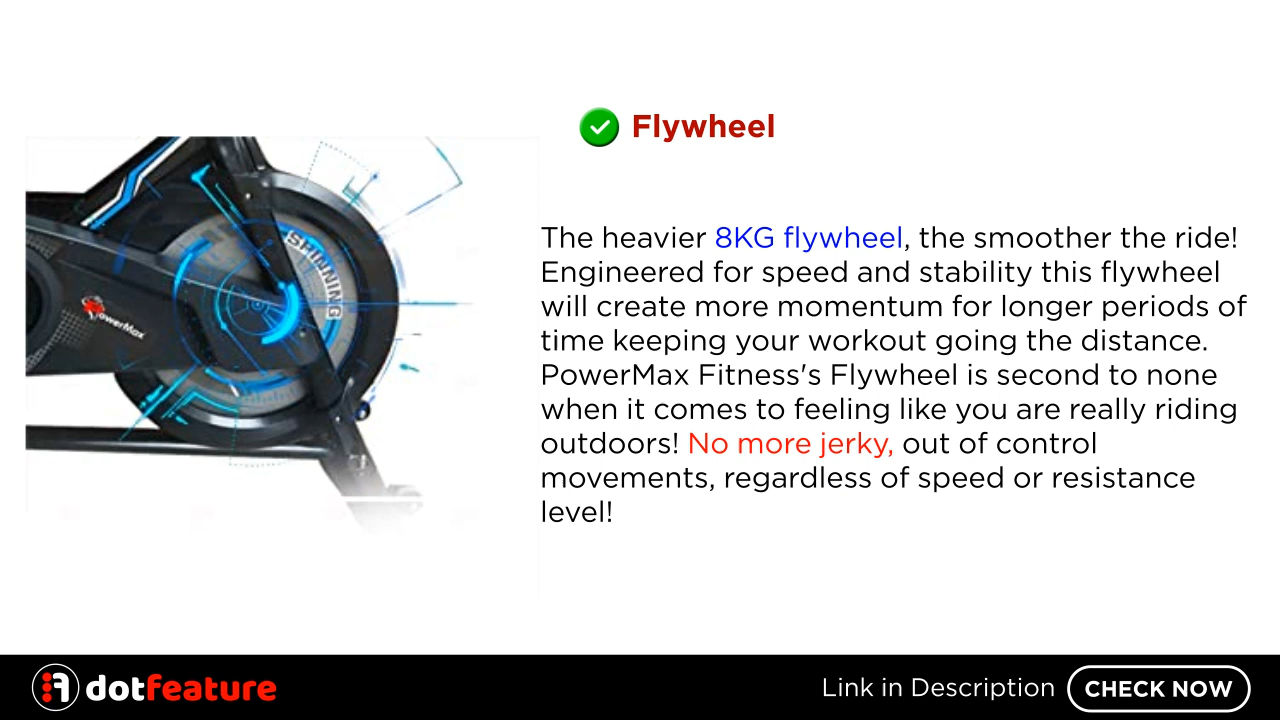 Flywheel
SHUNNING
PowerMax
The heavier 8KG flywheel, the smoother the ride!
Engineered for speed and stability this flywheel
will create more momentum for longer periods of
time keeping your workout going the distance.
PowerMax Fitness's Flywheel is second to none
when it comes to feeling like you are really riding
outdoors! No more jerky, out of control
movements, regardless of speed or resistance
level!
dotfeature
Link in Description
CHECK NOW